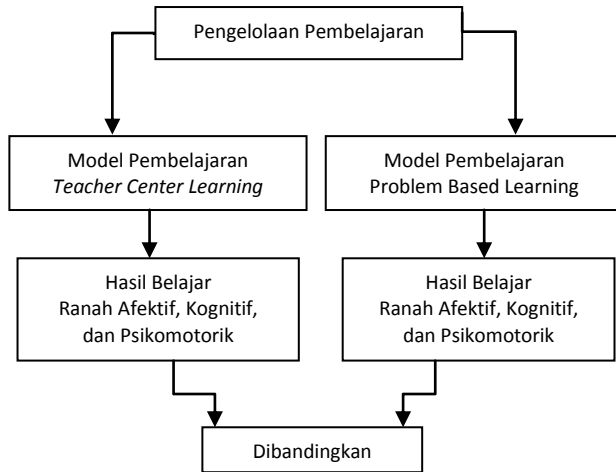 Pengelolaan Pembelajaran
Model Pembelajaran
Teacher Center Learning
Model Pembelajaran
Problem Based Learning
Hasil Belajar
Ranah Afektif, Kognitif,
dan Psikomotorik
Hasil Belajar
Ranah Afektif, Kognitif,
dan Psikomotorik
Dibandingkan